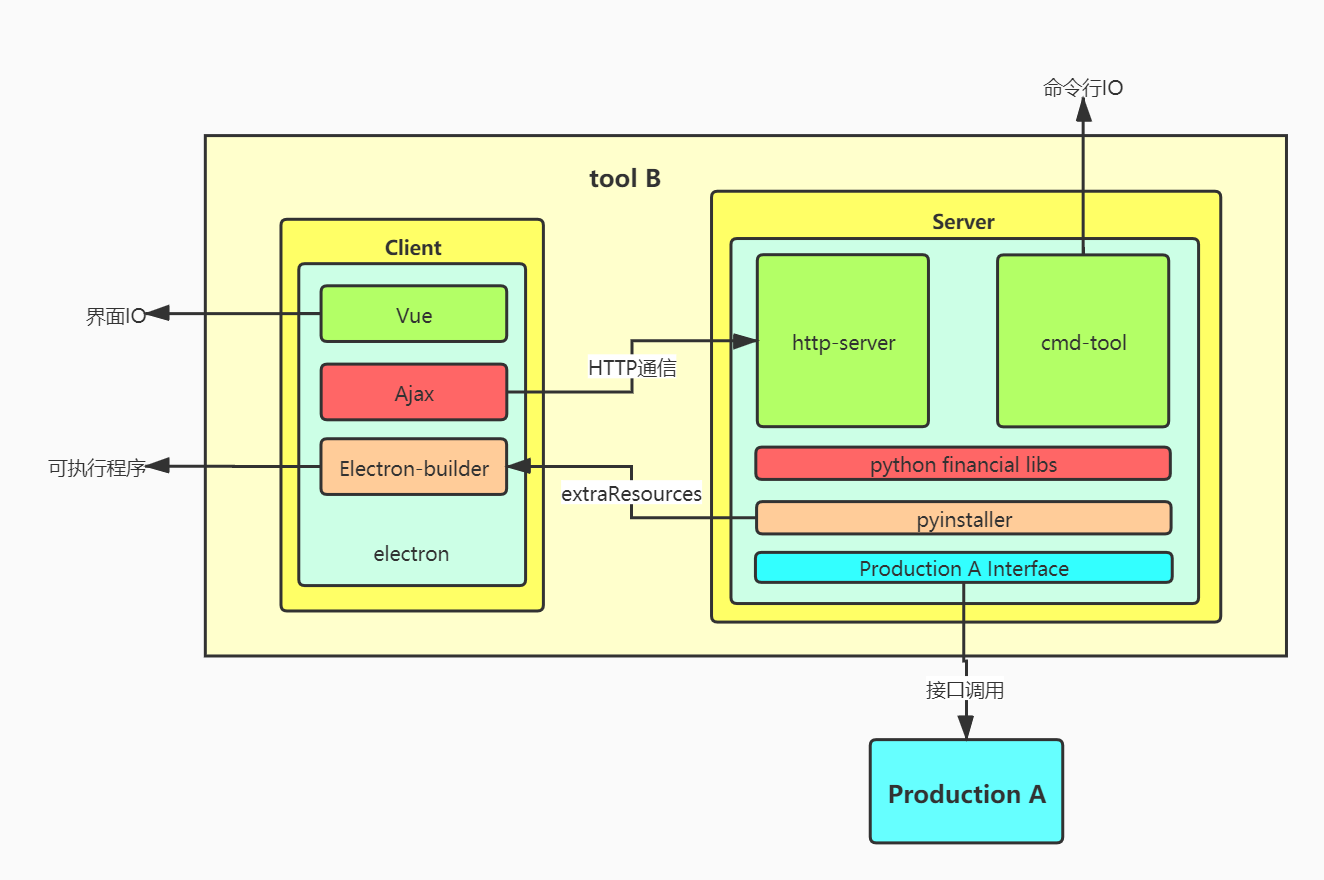 命令行IO
tool B
Server
Client
界面IO
Vue
http-server
cmd-tool
HTTP通信
Ajax
可执行程序
Electron-builder
python financial libs
extraResources
pyinstaller
electron
Production A Interface
接口调用
Production A